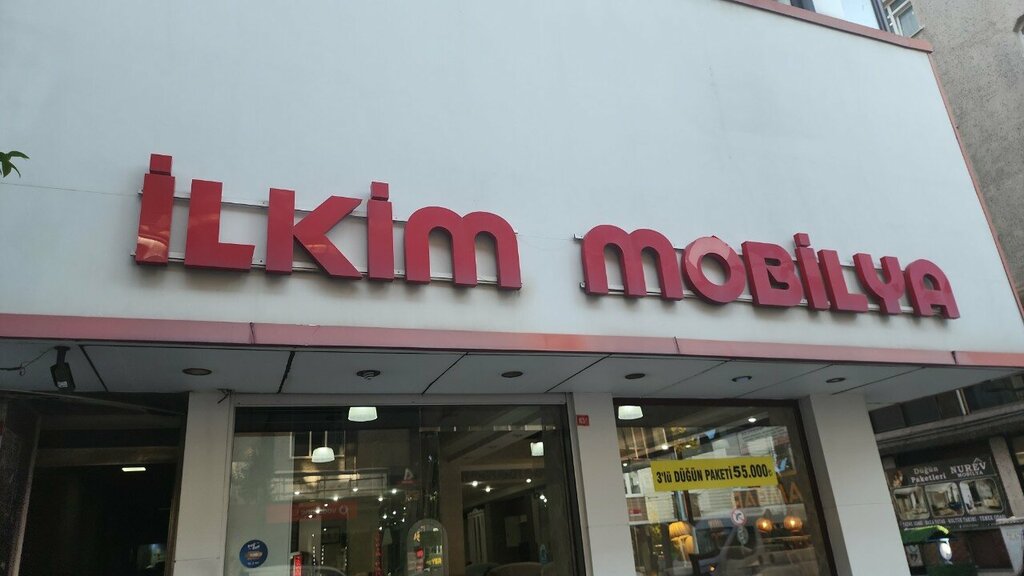 İLKİM MOBİLYA
3'lü DÜĞÜN PAKETİ 55.000
Düğün
Paketleri
NUREV